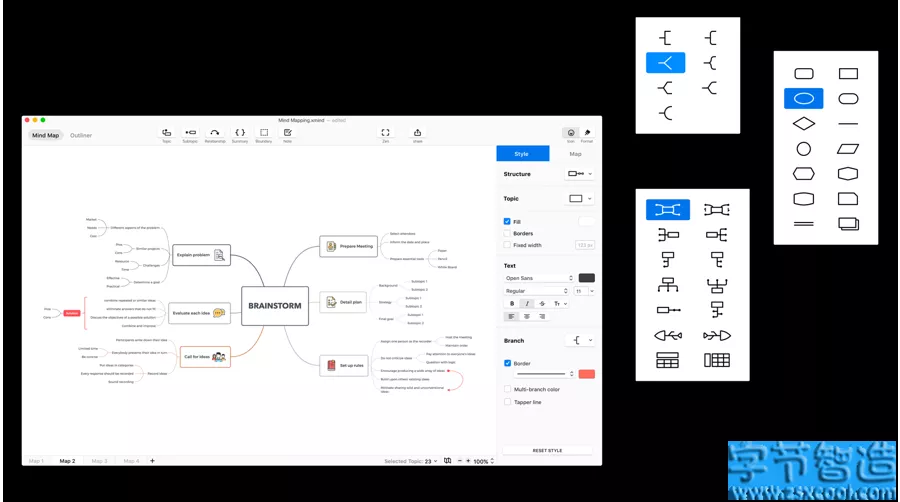 Mind Mapping.xmind — edited
Mind Map
Outliner
Topic
Subtopic
Relationship
Summary
Boundary
Note
Zen
Share
Icon
Format
Style
Map
Structure
Topic
Fill
Borders
Fixed width
Text
Open Sans
Regular
11
B
I
S
Tr
Branch
Border
Multi-branch color
Tapper line
RESET STYLE
BRAINSTORM
Explain problem
Different aspects of the problem
Market
Needs
Similar projects
Pros
Cons
Challenges
Resources
Determine a goal
Effective
Practical
Evaluate each idea
Combine repeated or similar ideas
Eliminate answers that do not fit
Discuss the objective of a possible solution
Combine and improve
Cons
Call for ideas
Participants write down their idea
Everyone presents their idea in turn
Limited time
Record ideas
Put ideas in categories
Every response should be recorded
Sound recording
Prepare Meeting
Select attendees
Inform the date and place
Prepare essential tools
Paper
Pencil
White Board
Detail plan
Background
Subtopic 1
Subtopic 2
Strategy
Subtopic 1
Subtopic 2
Final goal
Subtopic 1
Subtopic 2
Set up rules
Assign one person as the recorder
Hold the meeting
Maintain order
Do not criticize ideas
Pay attention to everyone's ideas
Question with logic
Encourage producing a wide array of ideas
Build upon others' existing ideas
Map 1
Map 2
Map 3
Map 4
+
Selected Topic: 23
100%
字节智造